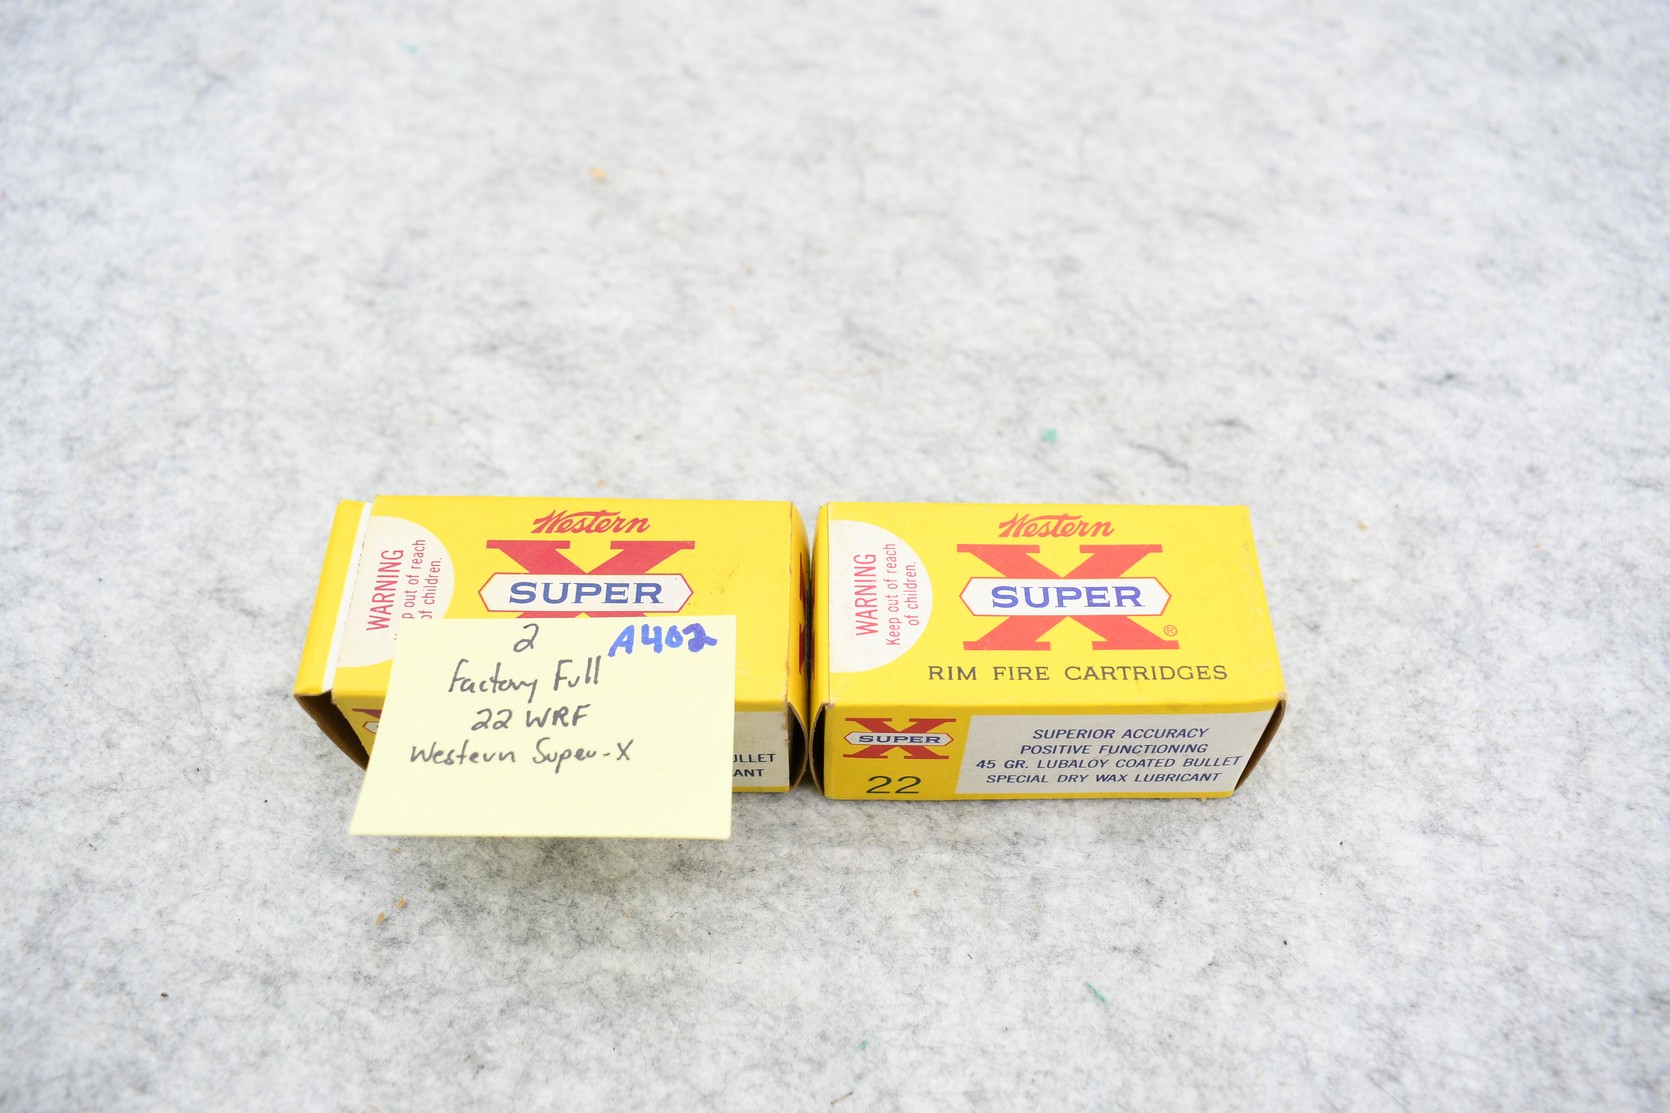 Western
X
SUPER
WARNING
p out of reach
of children.
2
A402
Factory Full
22 WRF
Western Super-X
ULLET
ANT
Western
X
SUPER
®
WARNING
Keep out of reach
of children.
RIM FIRE CARTRIDGES
X
SUPER
22
SUPERIOR ACCURACY
POSITIVE FUNCTIONING
45 GR. LUBALOY COATED BULLET
SPECIAL DRY WAX LUBRICANT